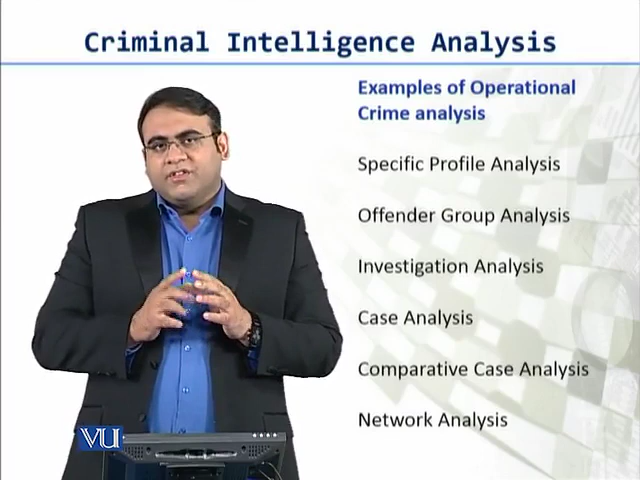 Criminal Intelligence Analysis
Examples of Operational
Crime analysis
Specific Profile Analysis
Offender Group Analysis
Investigation Analysis
Case Analysis
Comparative Case Analysis
Network Analysis
VU